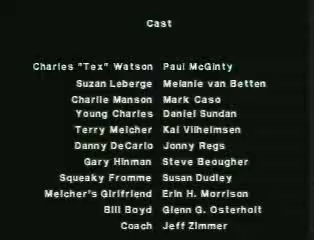 Cast
Charles "Tex" Watson Paul McGinty
Suzan Leberge Melanie van Betten
Charlie Manson Mark Caso
Young Charles Daniel Sundan
Terry Melcher Kai Vilhelmsen
Danny DeCarlo Jonny Regs
Gary Hinman Steve Beougher
Squeaky Fromme Susan Dudley
Melcher's Girlfriend Erin H. Morrison
Bill Boyd Glenn G. Osterholt
Coach Jeff Zimmer